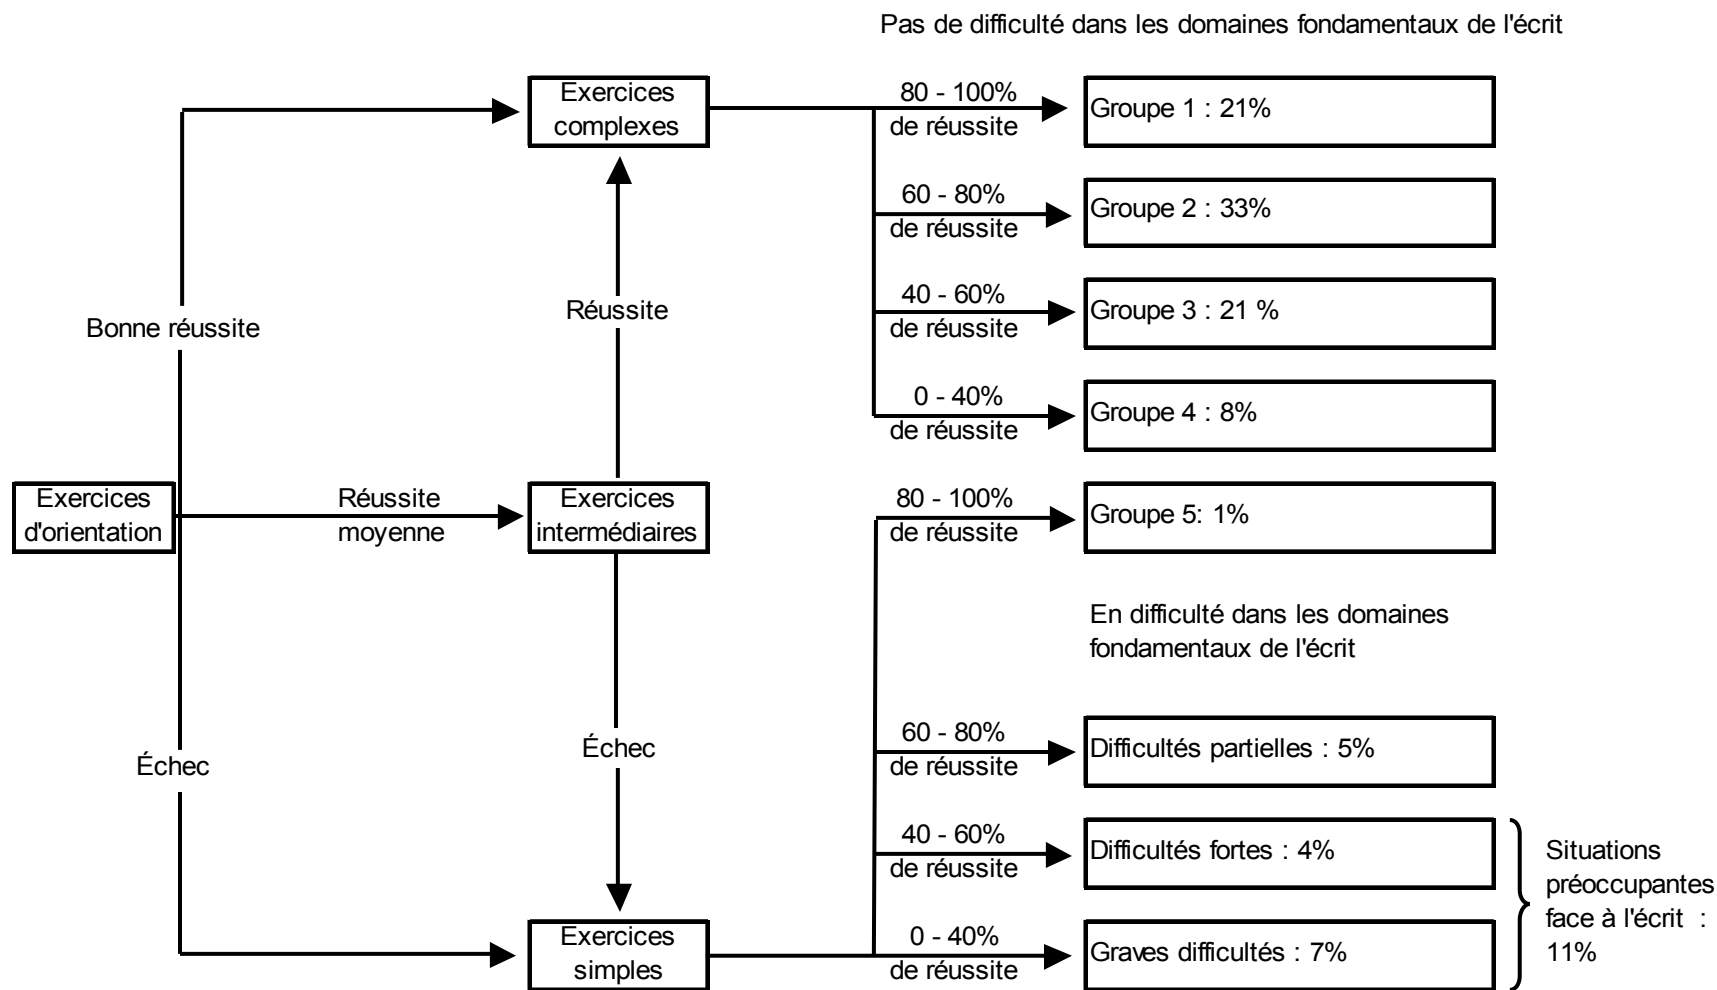 Pas de difficulté dans les domaines fondamentaux de l'écrit
Exercices
complexes
80 - 100%
de réussite
Groupe 1 : 21%
60 - 80%
de réussite
Groupe 2 : 33%
40 - 60%
de réussite
Groupe 3 : 21 %
Bonne réussite
Réussite
0 - 40%
de réussite
Groupe 4 : 8%
Exercices
d'orientation
Réussite
moyenne
Exercices
intermédiaires
80 - 100%
de réussite
Groupe 5: 1%
En difficulté dans les domaines
fondamentaux de l'écrit
60 - 80%
de réussite
Difficultés partielles : 5%
Échec
Échec
40 - 60%
de réussite
Difficultés fortes : 4%
Situations
préoccupantes
face à l'écrit :
11%
Exercices
simples
0 - 40%
de réussite
Graves difficultés : 7%